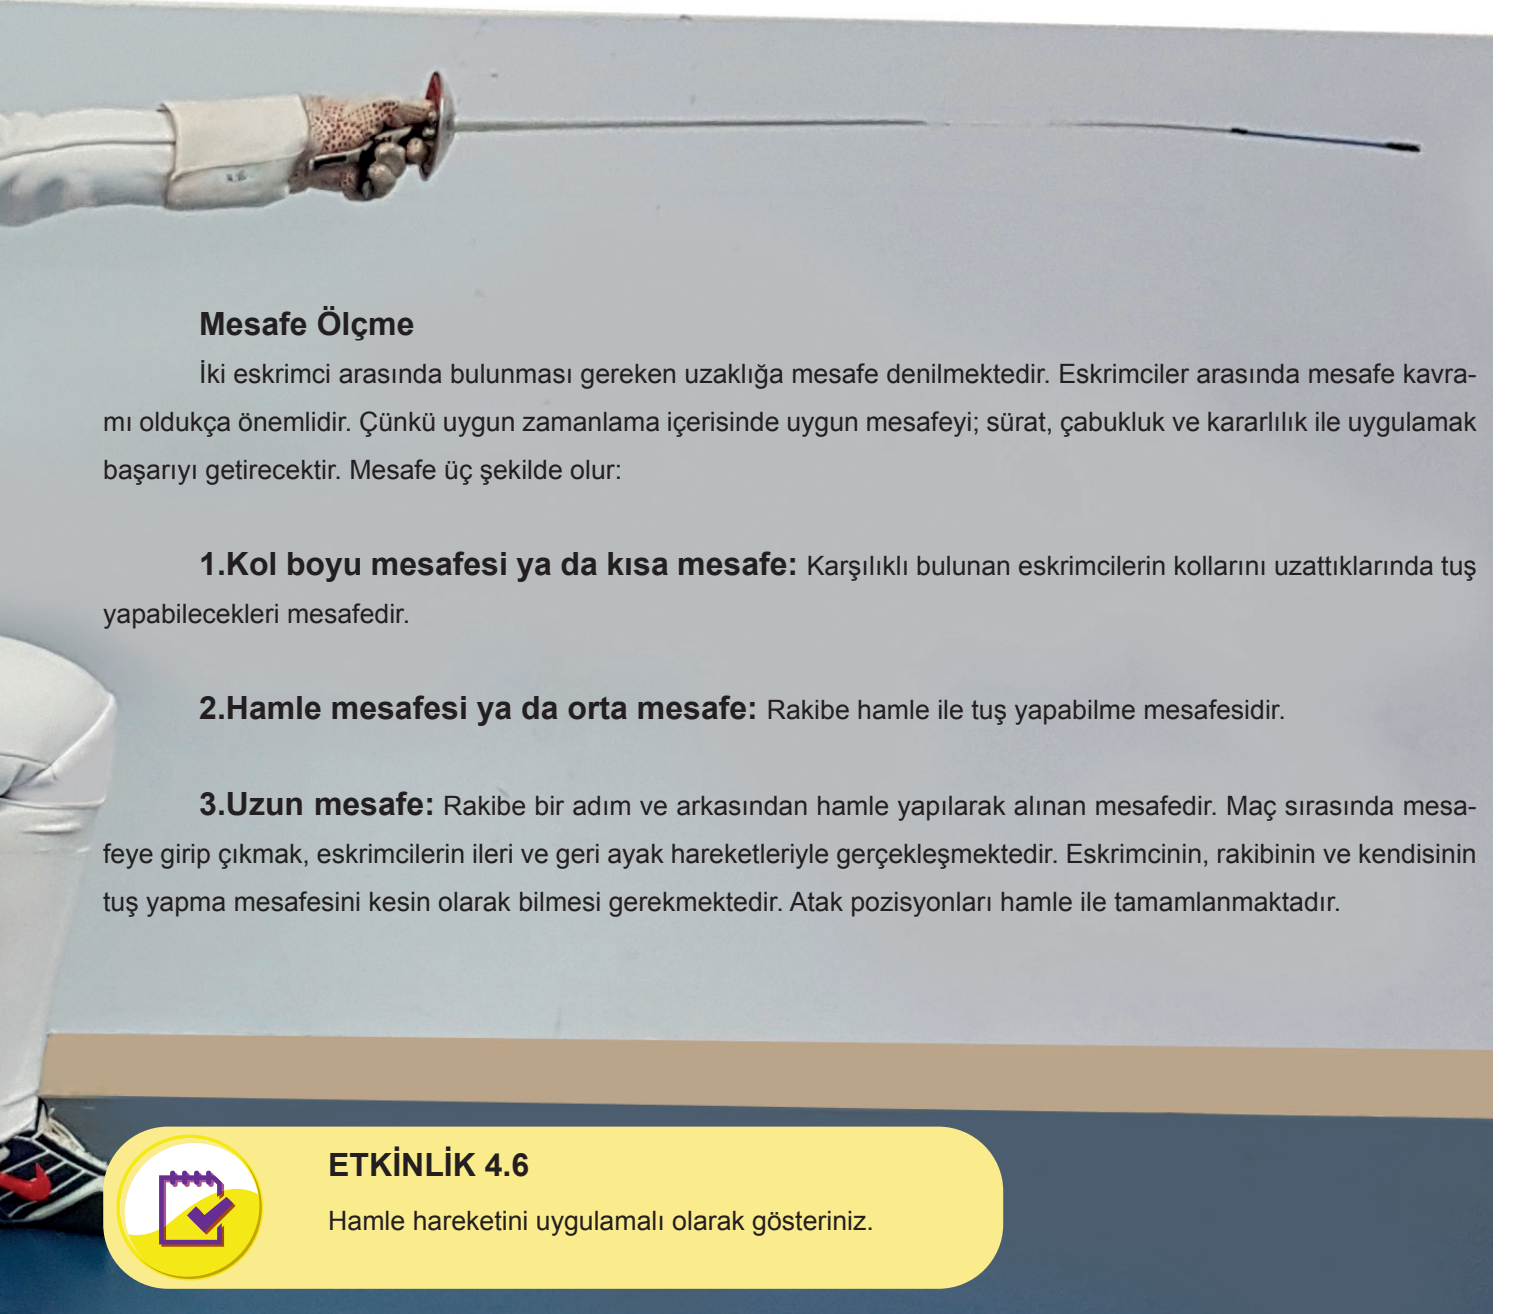 Mesafe Ölçme
İki eskrimci arasında bulunması gereken uzaklığa mesafe denilmektedir. Eskrimciler arasında mesafe kavra-
mı oldukça önemlidir. Çünkü uygun zamanlama içerisinde uygun mesafeyi; sürat, çabukluk ve kararlılık ile uygulamak
başarıyı getirecektir. Mesafe üç şekilde olur:
1.Kol boyu mesafesi ya da kısa mesafe: Karşılıklı bulunan eskrimcilerin kollarını uzattıklarında tuş
yapabilecekleri mesafedir.
2.Hamle mesafesi ya da orta mesafe: Rakibe hamle ile tuş yapabilme mesafesidir.
3.Uzun mesafe: Rakibe bir adım ve arkasından hamle yapılarak alınan mesafedir. Maç sırasında mesa-
feye girip çıkmak, eskrimcilerin ileri ve geri ayak hareketleriyle gerçekleşmektedir. Eskrimcinin, rakibinin ve kendisinin
tuş yapma mesafesini kesin olarak bilmesi gerekmektedir. Atak pozisyonları hamle ile tamamlanmaktadır.
ETKİNLİK 4.6
Hamle hareketini uygulamalı olarak gösteriniz.